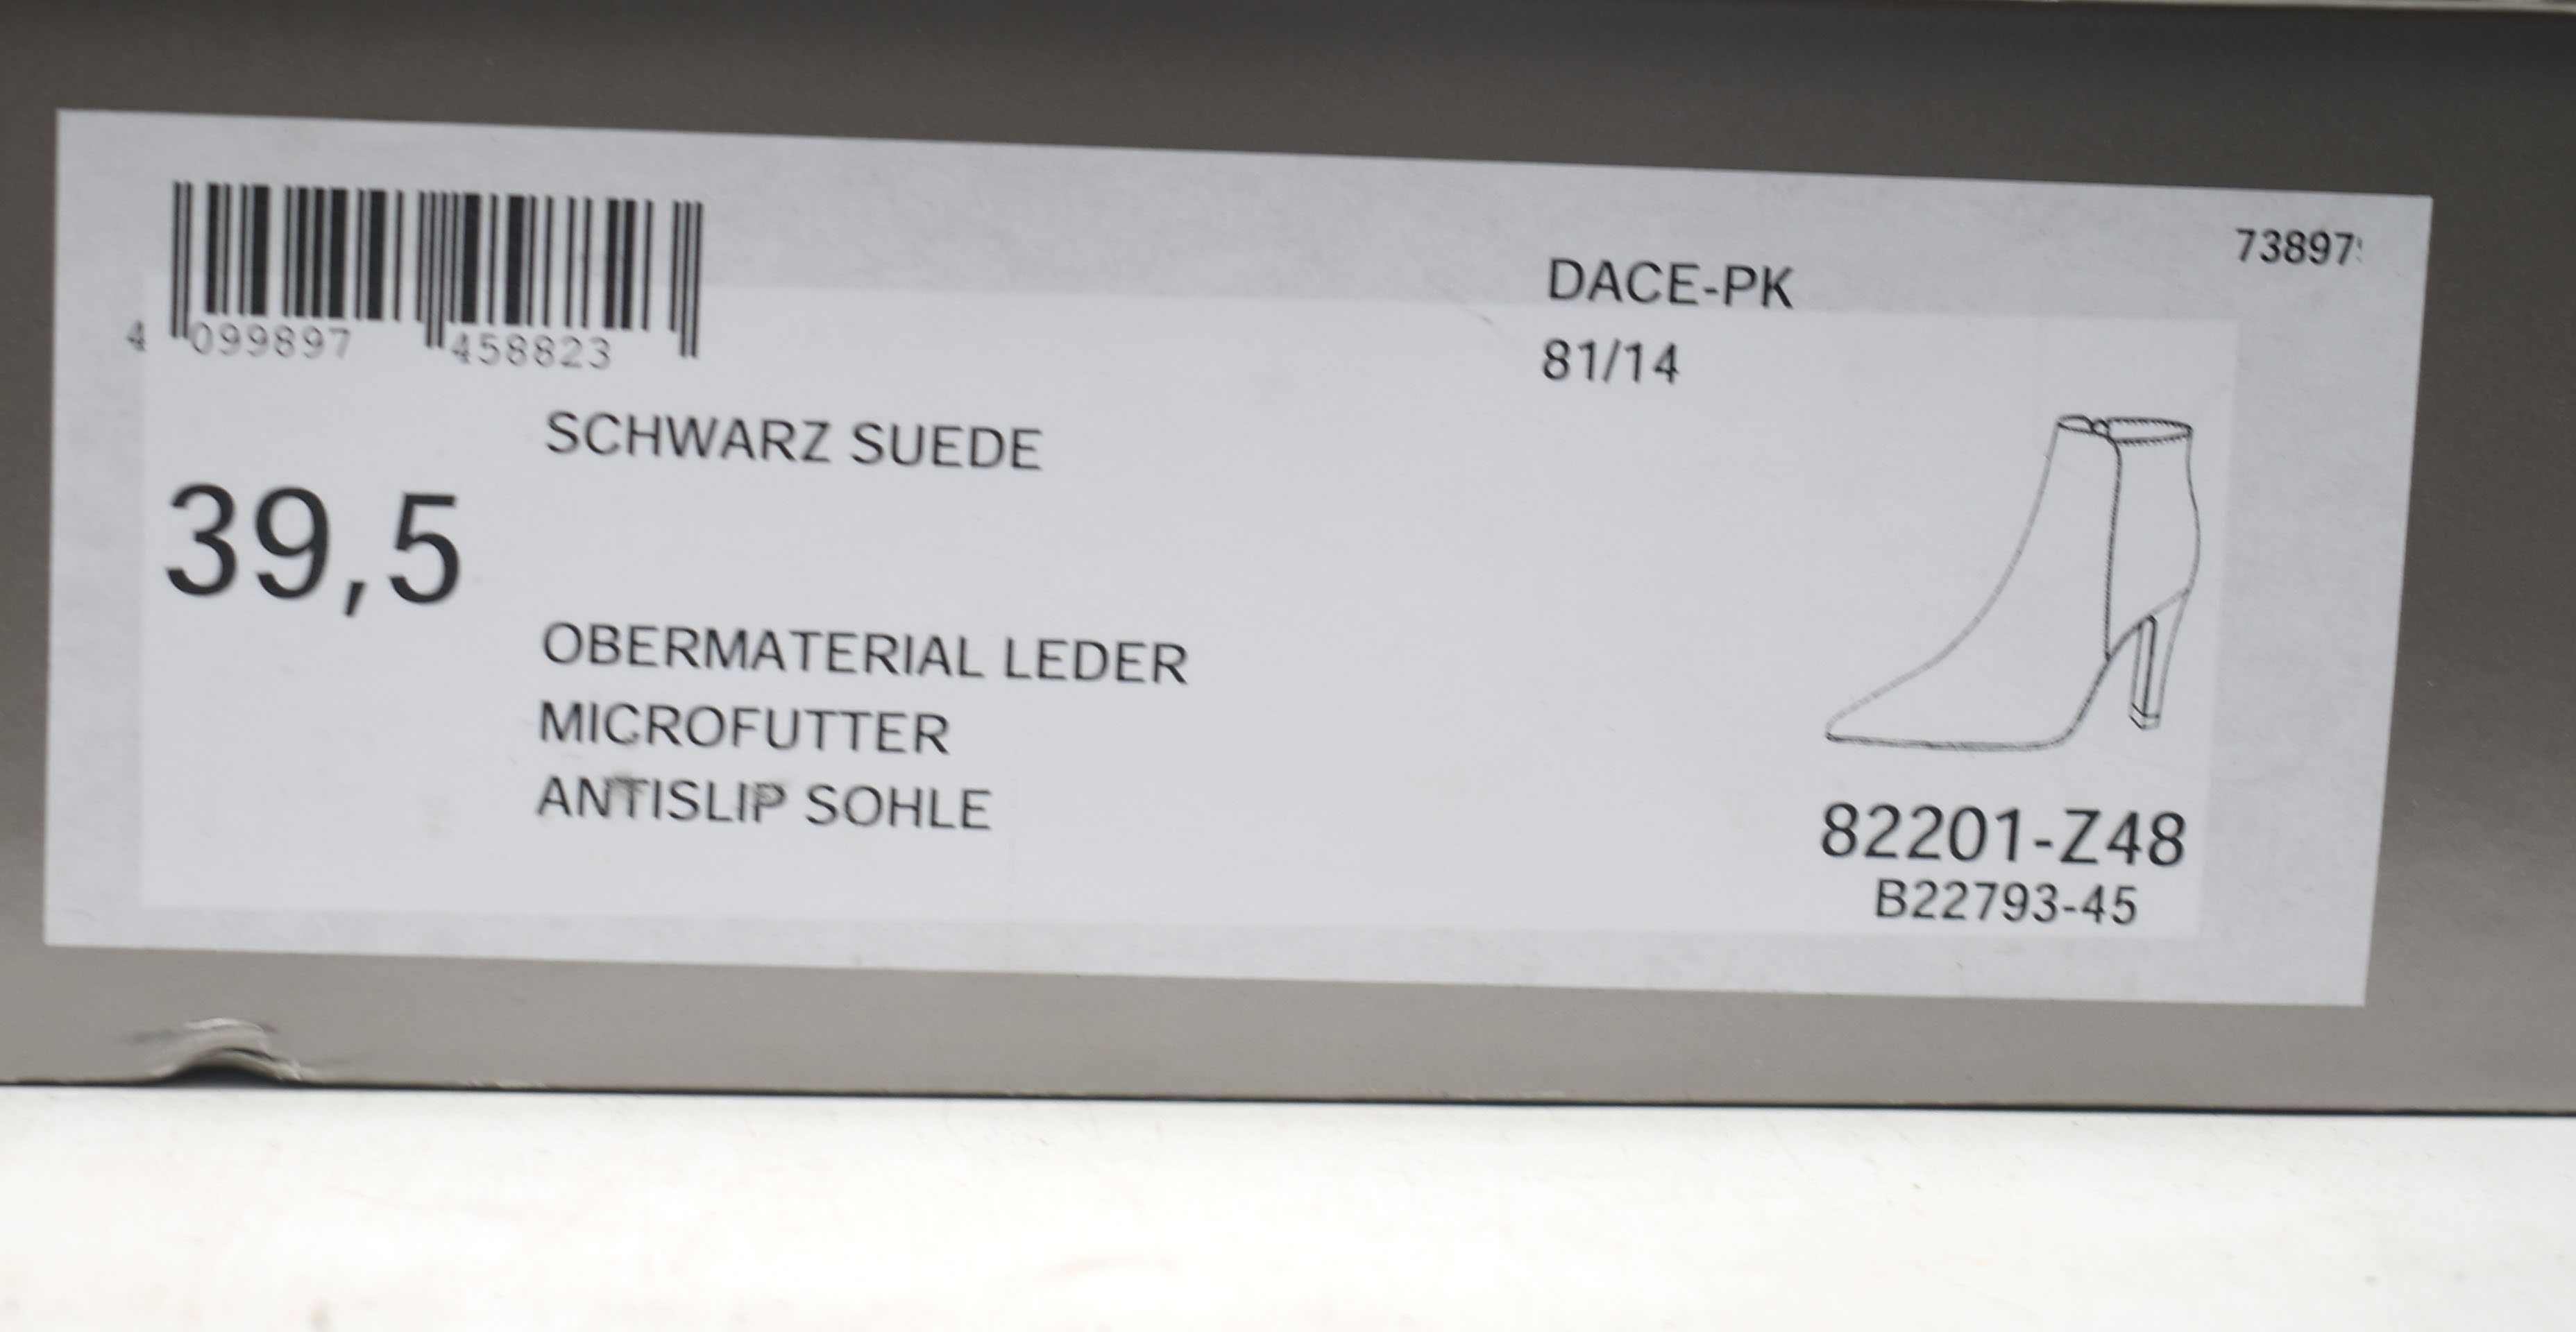 73897
DACE-PK
81/14
4 099897 458823
SCHWARZ SUEDE
39,5
OBERMATERIAL LEDER
MICROFUTTER
ANTISLIP SOHLE
82201-Z48
B22793-45